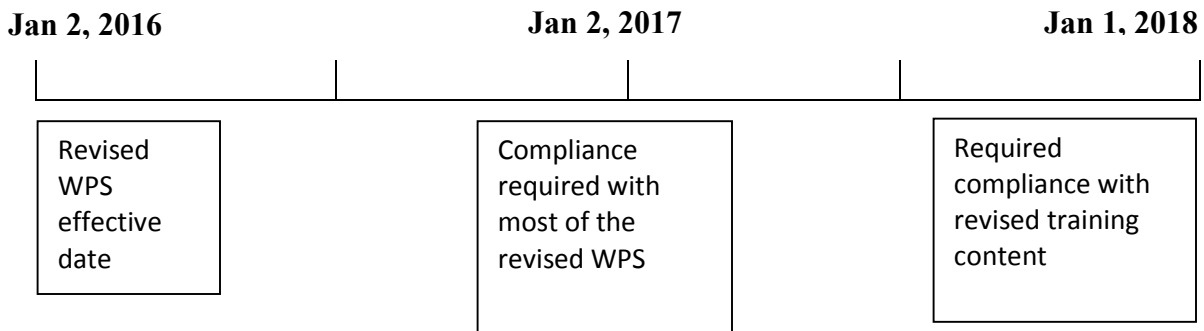 Jan 2, 2016 Jan 2, 2017 Jan 1, 2018
Revised
WPS
effective
date
Compliance
required with
most of the
revised WPS
Required
compliance with
revised training
content